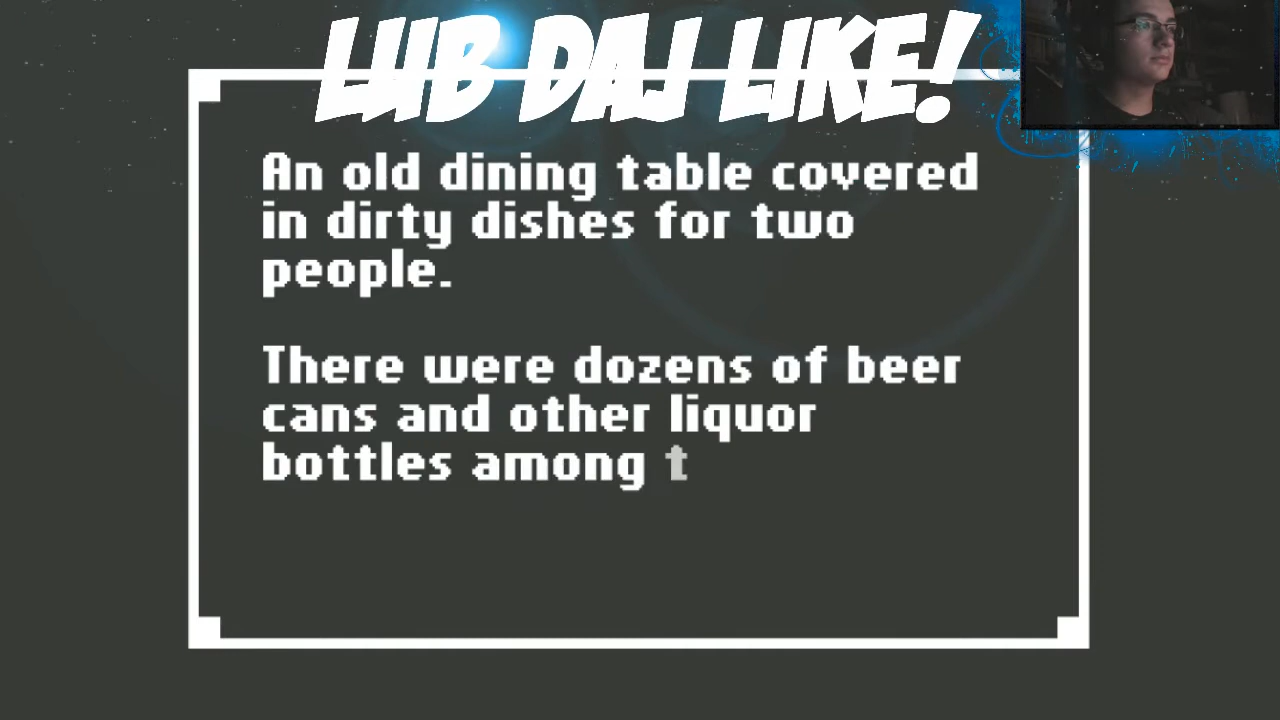 LUB DAJ LIKE!
An old dining table covered
in dirty dishes for two
people.
There were dozens of beer
cans and other liquor
bottles among t